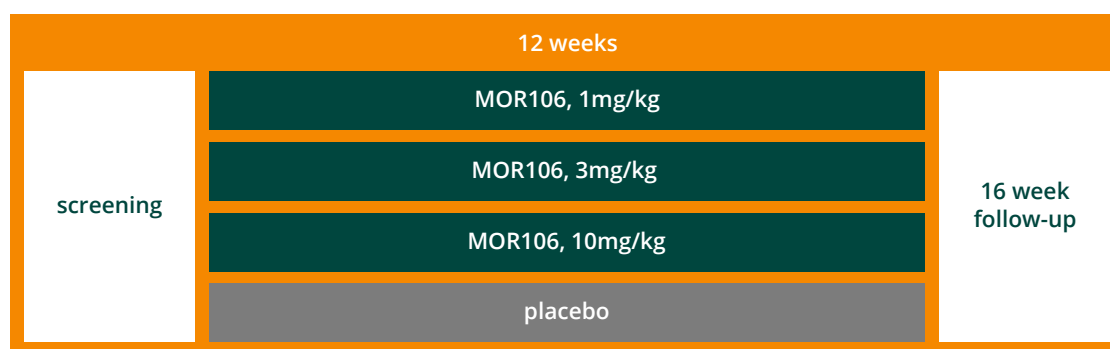 12 weeks
screening
MOR106, 1mg/kg
MOR106, 3mg/kg
MOR106, 10mg/kg
placebo
16 week
follow-up